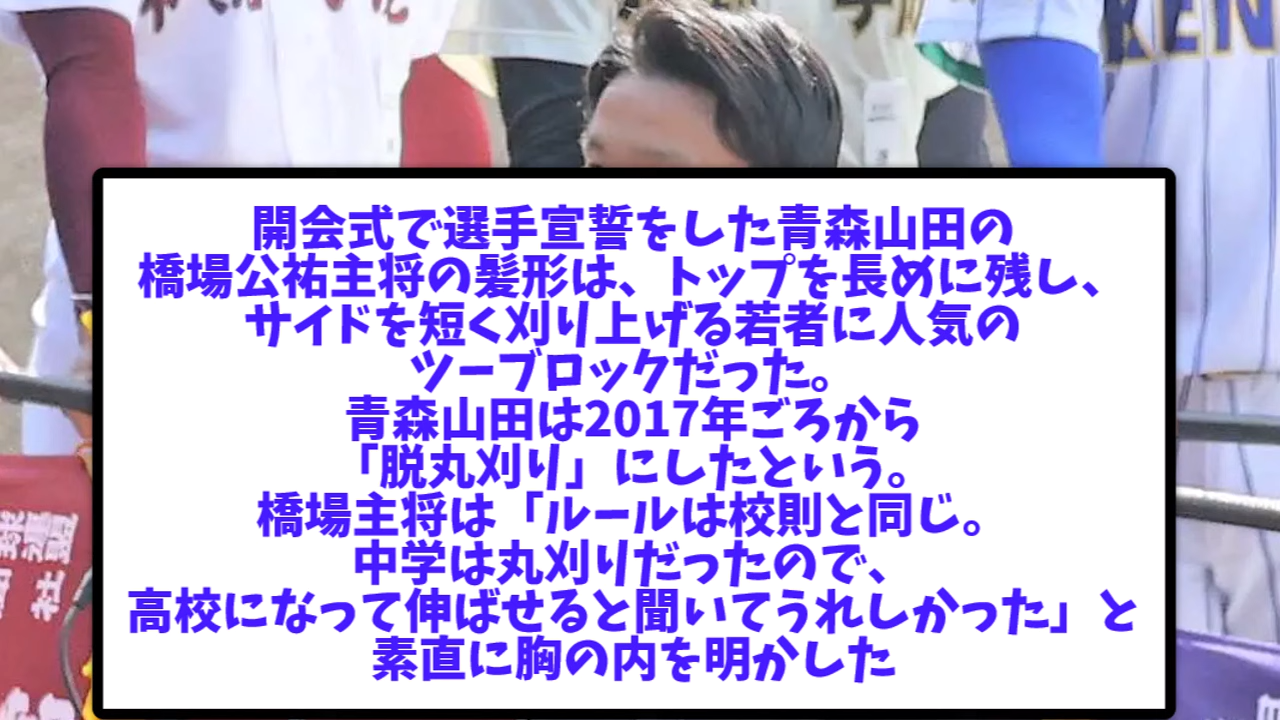 KEN
開会式で選手宣誓をした青森山田の
橋場公祐主将の髪形は、トップを長めに残し、
サイドを短く刈り上げる若者に人気の
ツーブロックだった。
青森山田は2017年ごろから
「脱丸刈り」にしたという。
橋場主将は「ルールは校則と同じ。
中学は丸刈りだったので、
高校になって伸ばせると聞いてうれしかった」と
素直に胸の内を明かした